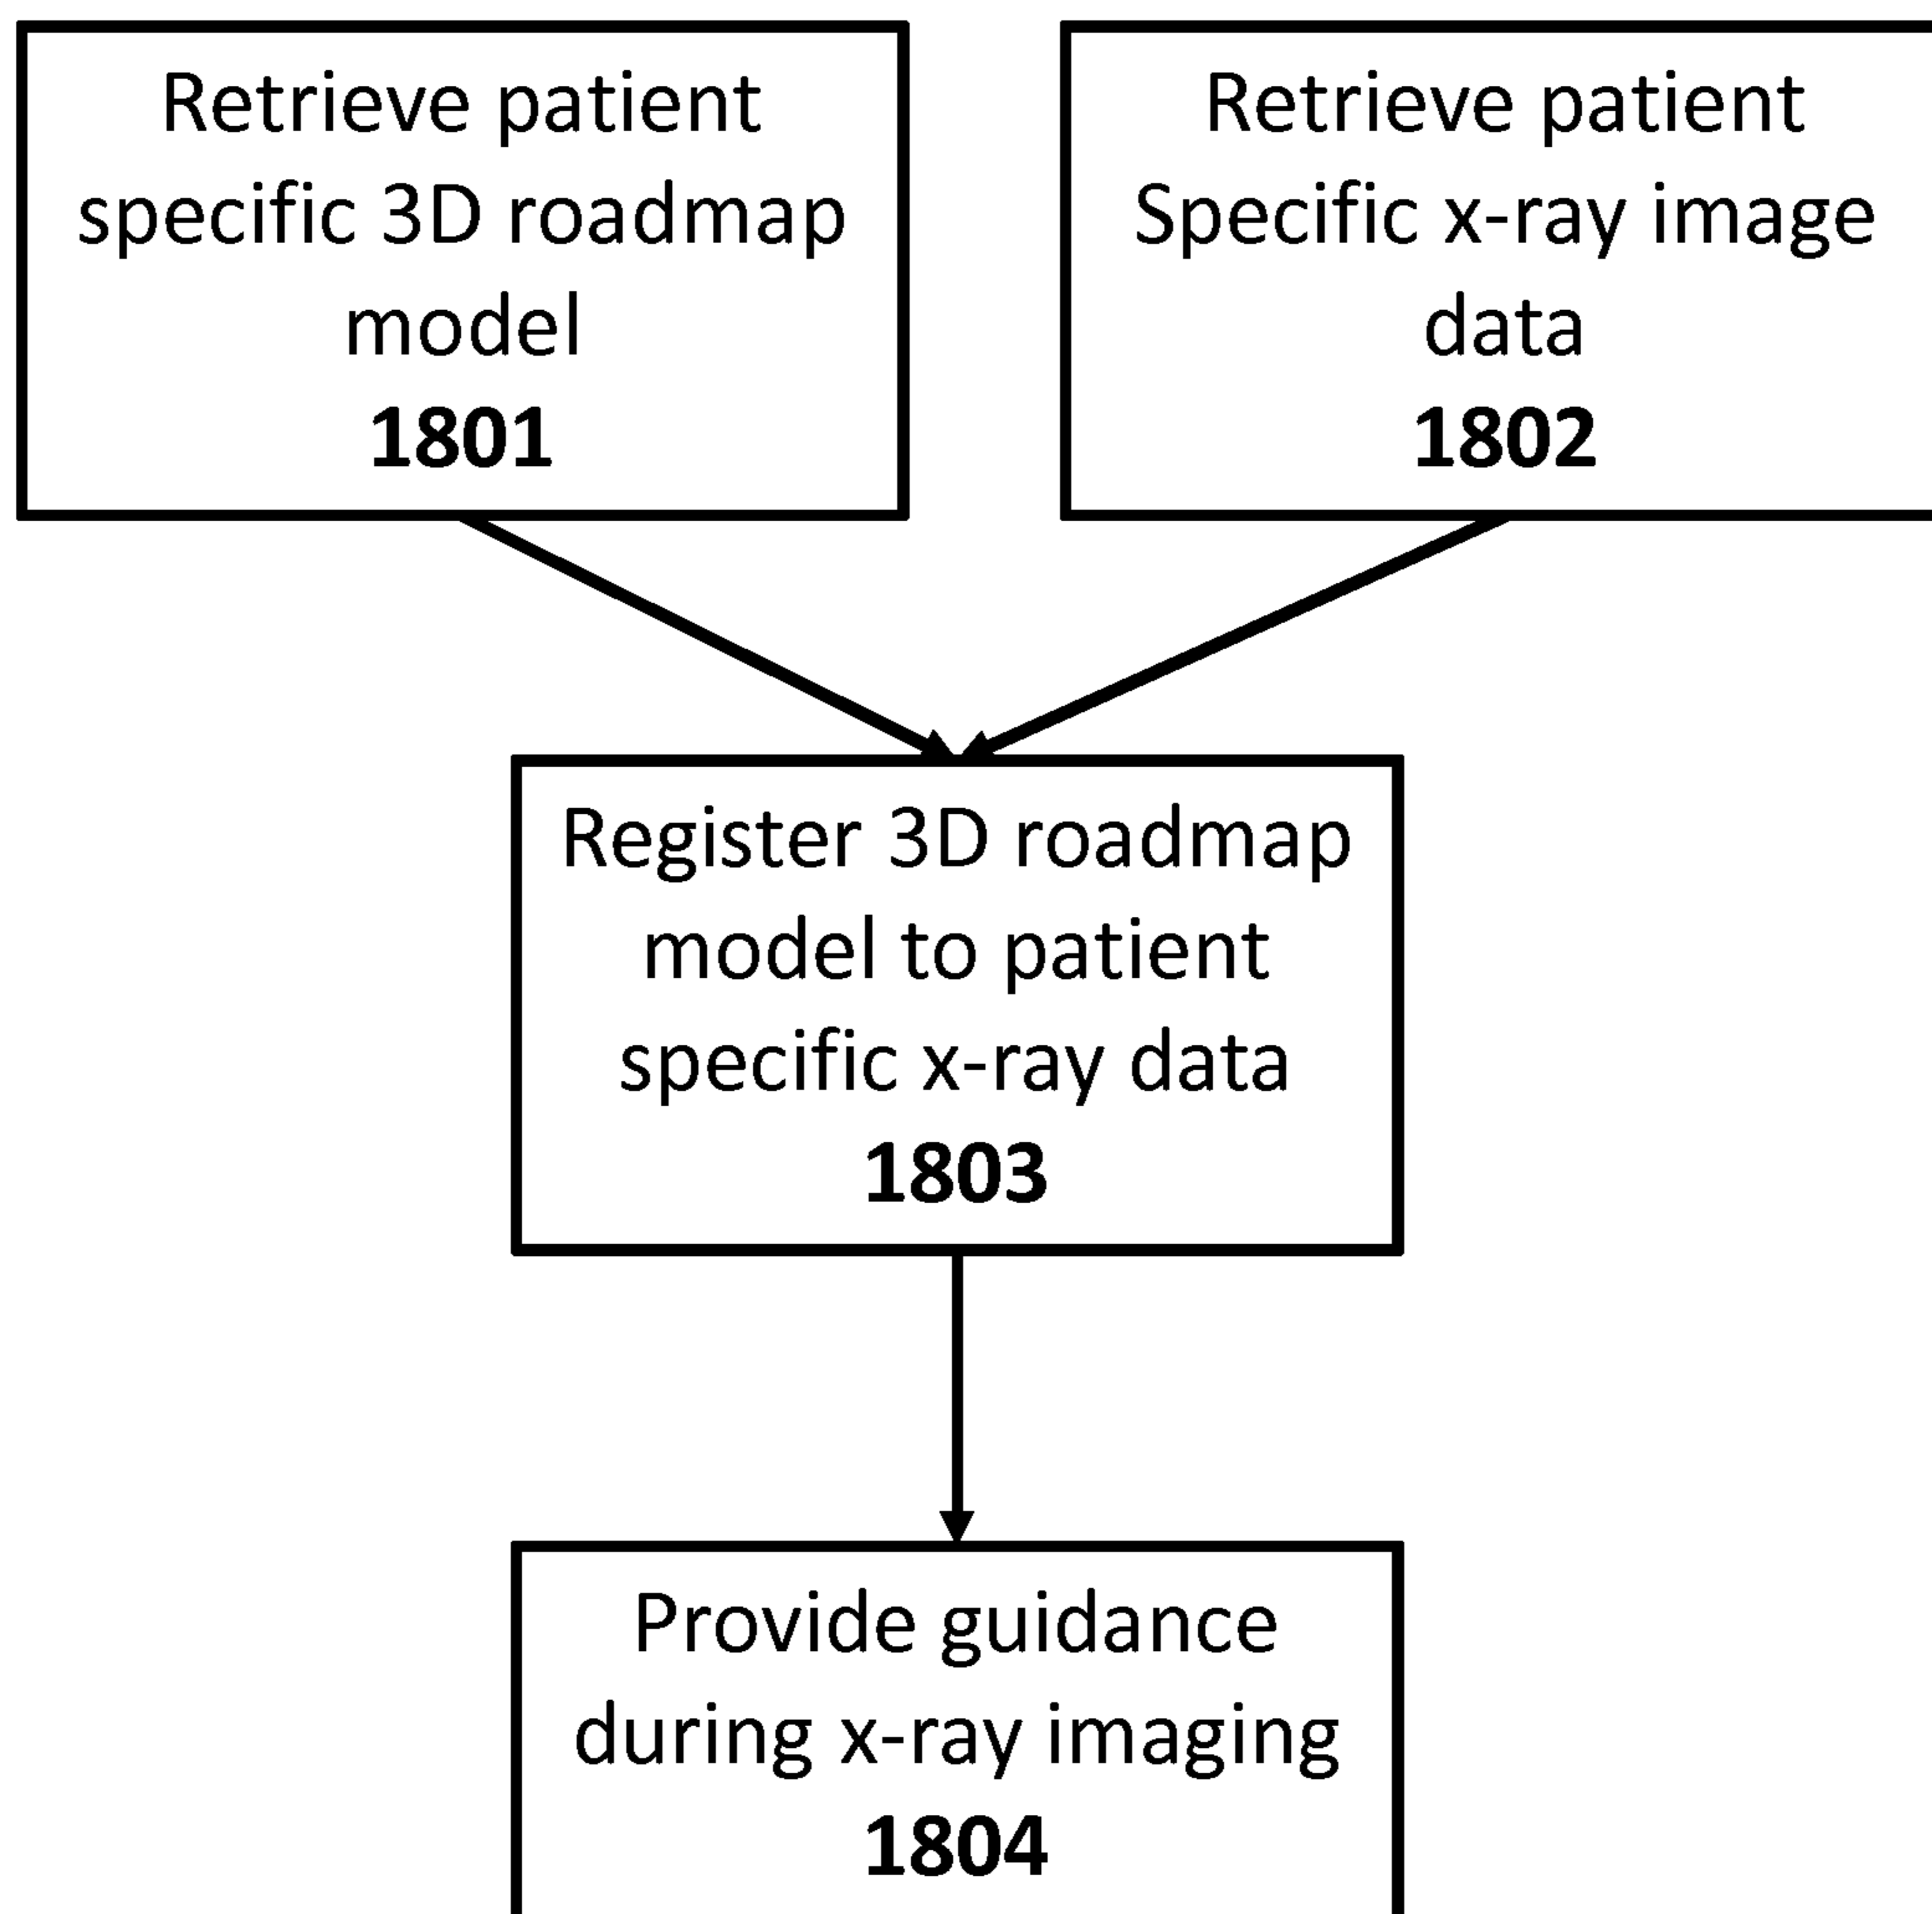 Retrieve patient
specific 3D roadmap
model
1801
Retrieve patient
Specific x-ray image
data
1802
Register 3D roadmap
model to patient
specific x-ray data
1803
Provide guidance
during x-ray imaging
1804